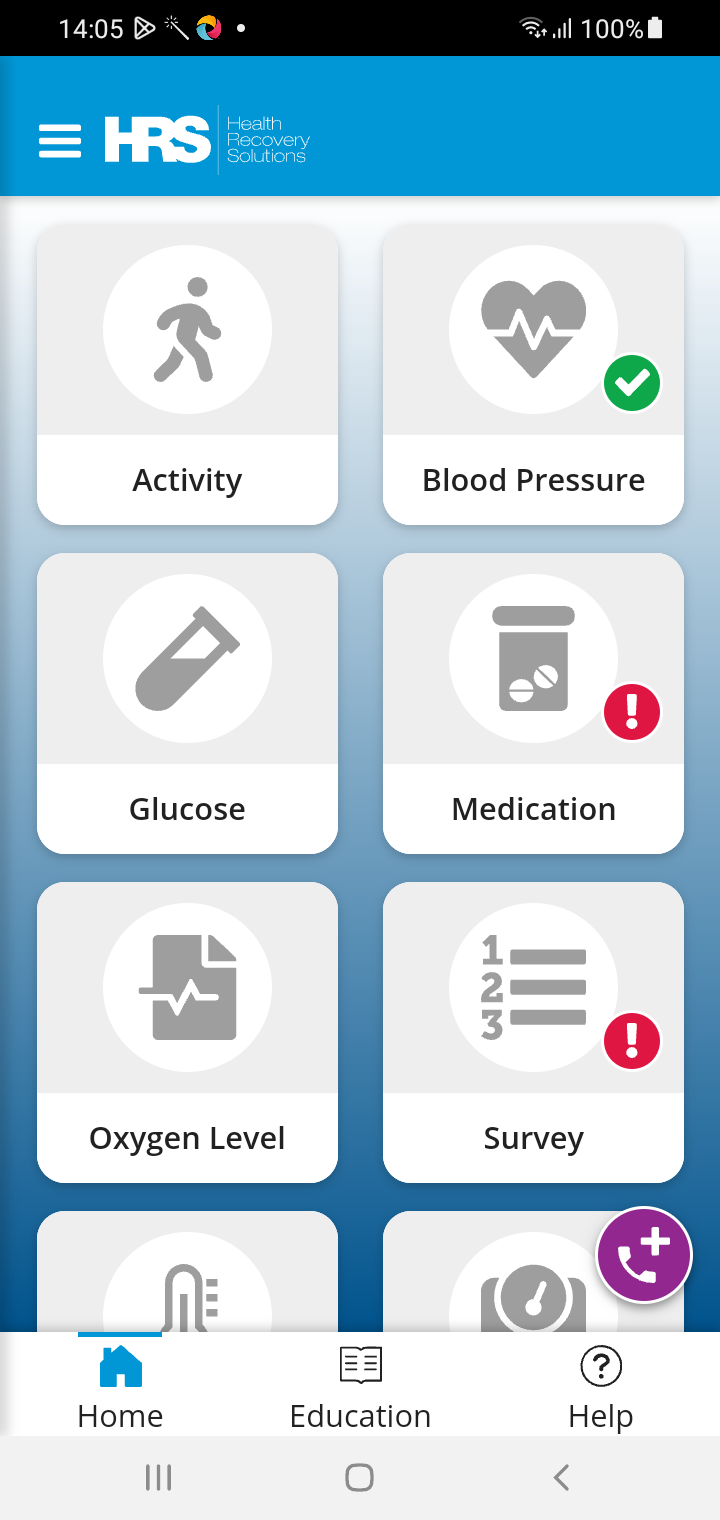 14:05
100%
HRS
Health
Recovery
Solutions
Activity
Blood Pressure
Glucose
Medication
1
2
3
Oxygen Level
Survey
Home
Education
Help